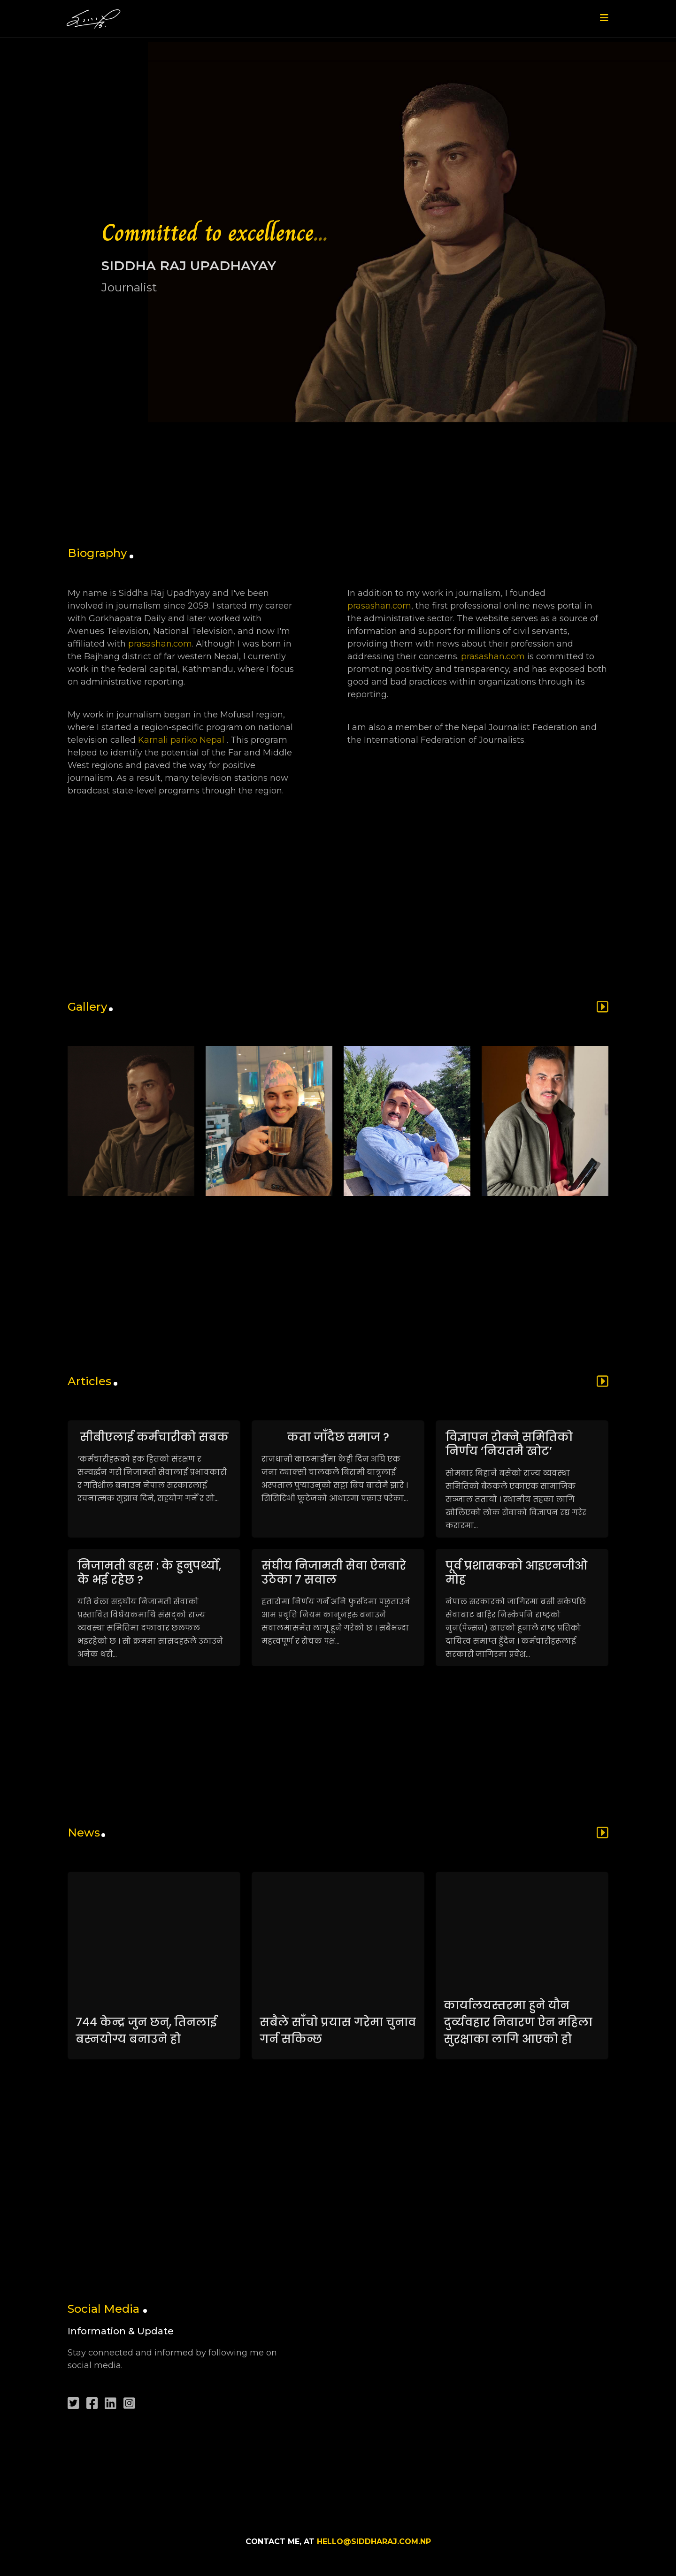 Committed to excellence...
SIDDHA RAJ UPADHAYAY
Journalist
Biography
My name is Siddha Raj Upadhyay and I've been
involved in journalism since 2059. I started my career
with Gorkhapatra Daily and later worked with
Avenues Television, National Television, and now I'm
affiliated with prasashan.com. Although I was born in
the Bajhang district of far western Nepal, I currently
work in the federal capital, Kathmandu, where I focus
on administrative reporting.
My work in journalism began in the Mofusal region,
where I started a region-specific program on national
television called Karnali pariko Nepal . This program
helped to identify the potential of the Far and Middle
West regions and paved the way for positive
journalism. As a result, many television stations now
broadcast state-level programs through the region.
In addition to my work in journalism, I founded
prasashan.com, the first professional online news portal in
the administrative sector. The website serves as a source of
information and support for millions of civil servants,
providing them with news about their profession and
addressing their concerns. prasashan.com is committed to
promoting positivity and transparency, and has exposed both
good and bad practices within organizations through its
reporting.
I am also a member of the Nepal Journalist Federation and
the International Federation of Journalists.
Gallery
Articles
सीबीएलाई कर्मचारीको सबक
‘कर्मचारीहरुको हक हितको संरक्षण र
सम्वर्द्धन गरी निजामती सेवालाई प्रभावकारी
र गतिशील बनाउन नेपाल सरकारलाई
रचनात्मक सुझाव दिने, सहयोग गर्ने र सो...
कता जाँदैछ समाज ?
राजधानी काठमाडौँमा केही दिन अघि एक
जना ट्याक्सी चालकले बिरामी यात्रुलाई
अस्पताल पुर्‍याउनुको सट्टा बिच बाटोमै झारे ।
सिसिटिभी फूटेजको आधारमा पक्राउ परेका...
विज्ञापन रोक्ने समितिको
निर्णय ‘नियतमै खोट’
सोमबार बिहानै बसेको राज्य व्यवस्था
समितिको बैठकले एकाएक सामाजिक
सञ्जाल ततायो । स्थानीय तहका लागि
खोलिएको लोक सेवाको विज्ञापन रद्द गरेर
करारमा...
निजामती बहस : के हुनुपर्थ्यो,
के भई रहेछ ?
यति बेला सङ्घीय निजामती सेवाको
प्रस्तावित विधेयकमाथि संसद्को राज्य
व्यवस्था समितिमा दफावार छलफल
भइरहेको छ । सो क्रममा सांसदहरूले उठाउने
अनेक थरी...
संघीय निजामती सेवा ऐनबारे
उठेका ७ सवाल
हतारोमा निर्णय गर्ने अनि फुर्सदमा पछुताउने
आम प्रवृत्ति नियम कानूनहरु बनाउने
सवालमासमेत लागू हुने गरेको छ । सबैभन्दा
महत्वपूर्ण र रोचक पक्ष...
पूर्व प्रशासकको आइएनजीओ
मोह
नेपाल सरकारको जागिरमा बसी सकेपछि
सेवाबाट बाहिर निस्केपनि राष्ट्रको
नुन(पेन्सन) खाएको हुनाले राष्ट्र प्रतिको
दायित्व समाप्त हुँदैन । कर्मचारीहरूलाई
सरकारी जागिरमा प्रवेश...
News
744 केन्द्र जुन छन्, तिनलाई
बस्नयोग्य बनाउने हो
सबैले साँचो प्रयास गरेमा चुनाव
गर्न सकिन्छ
कार्यालयस्तरमा हुने यौन
दुर्व्यवहार निवारण ऐन महिला
सुरक्षाका लागि आएको हो
Social Media
Information & Update
Stay connected and informed by following me on
social media.
CONTACT ME, AT HELLO@SIDDHARAJ.COM.NP